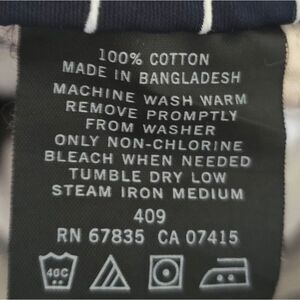 100% COTTON
MADE IN BANGLADESH
MACHINE WASH WARM
REMOVE PROMPTLY
FROM WASHER
ONLY NON-CHLORINE
BLEACH WHEN NEEDED
TUMBLE DRY LOW
STEAM IRON MEDIUM
409
RN 67835 CA 07415
40C